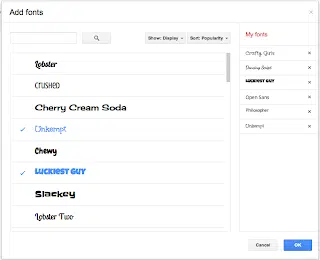 Add fonts
Show: Display
Sort: Popularity
Lobster
CRUSHED
Cherry Cream Soda
Unkempt
Chewy
LUCKIEST GUY
Slackey
Lobster Two
My fonts
Crafty Girls
Dancing Script
LUCKIEST GUY
Open Sans
Philosopher
Unkempt
Cancel
OK